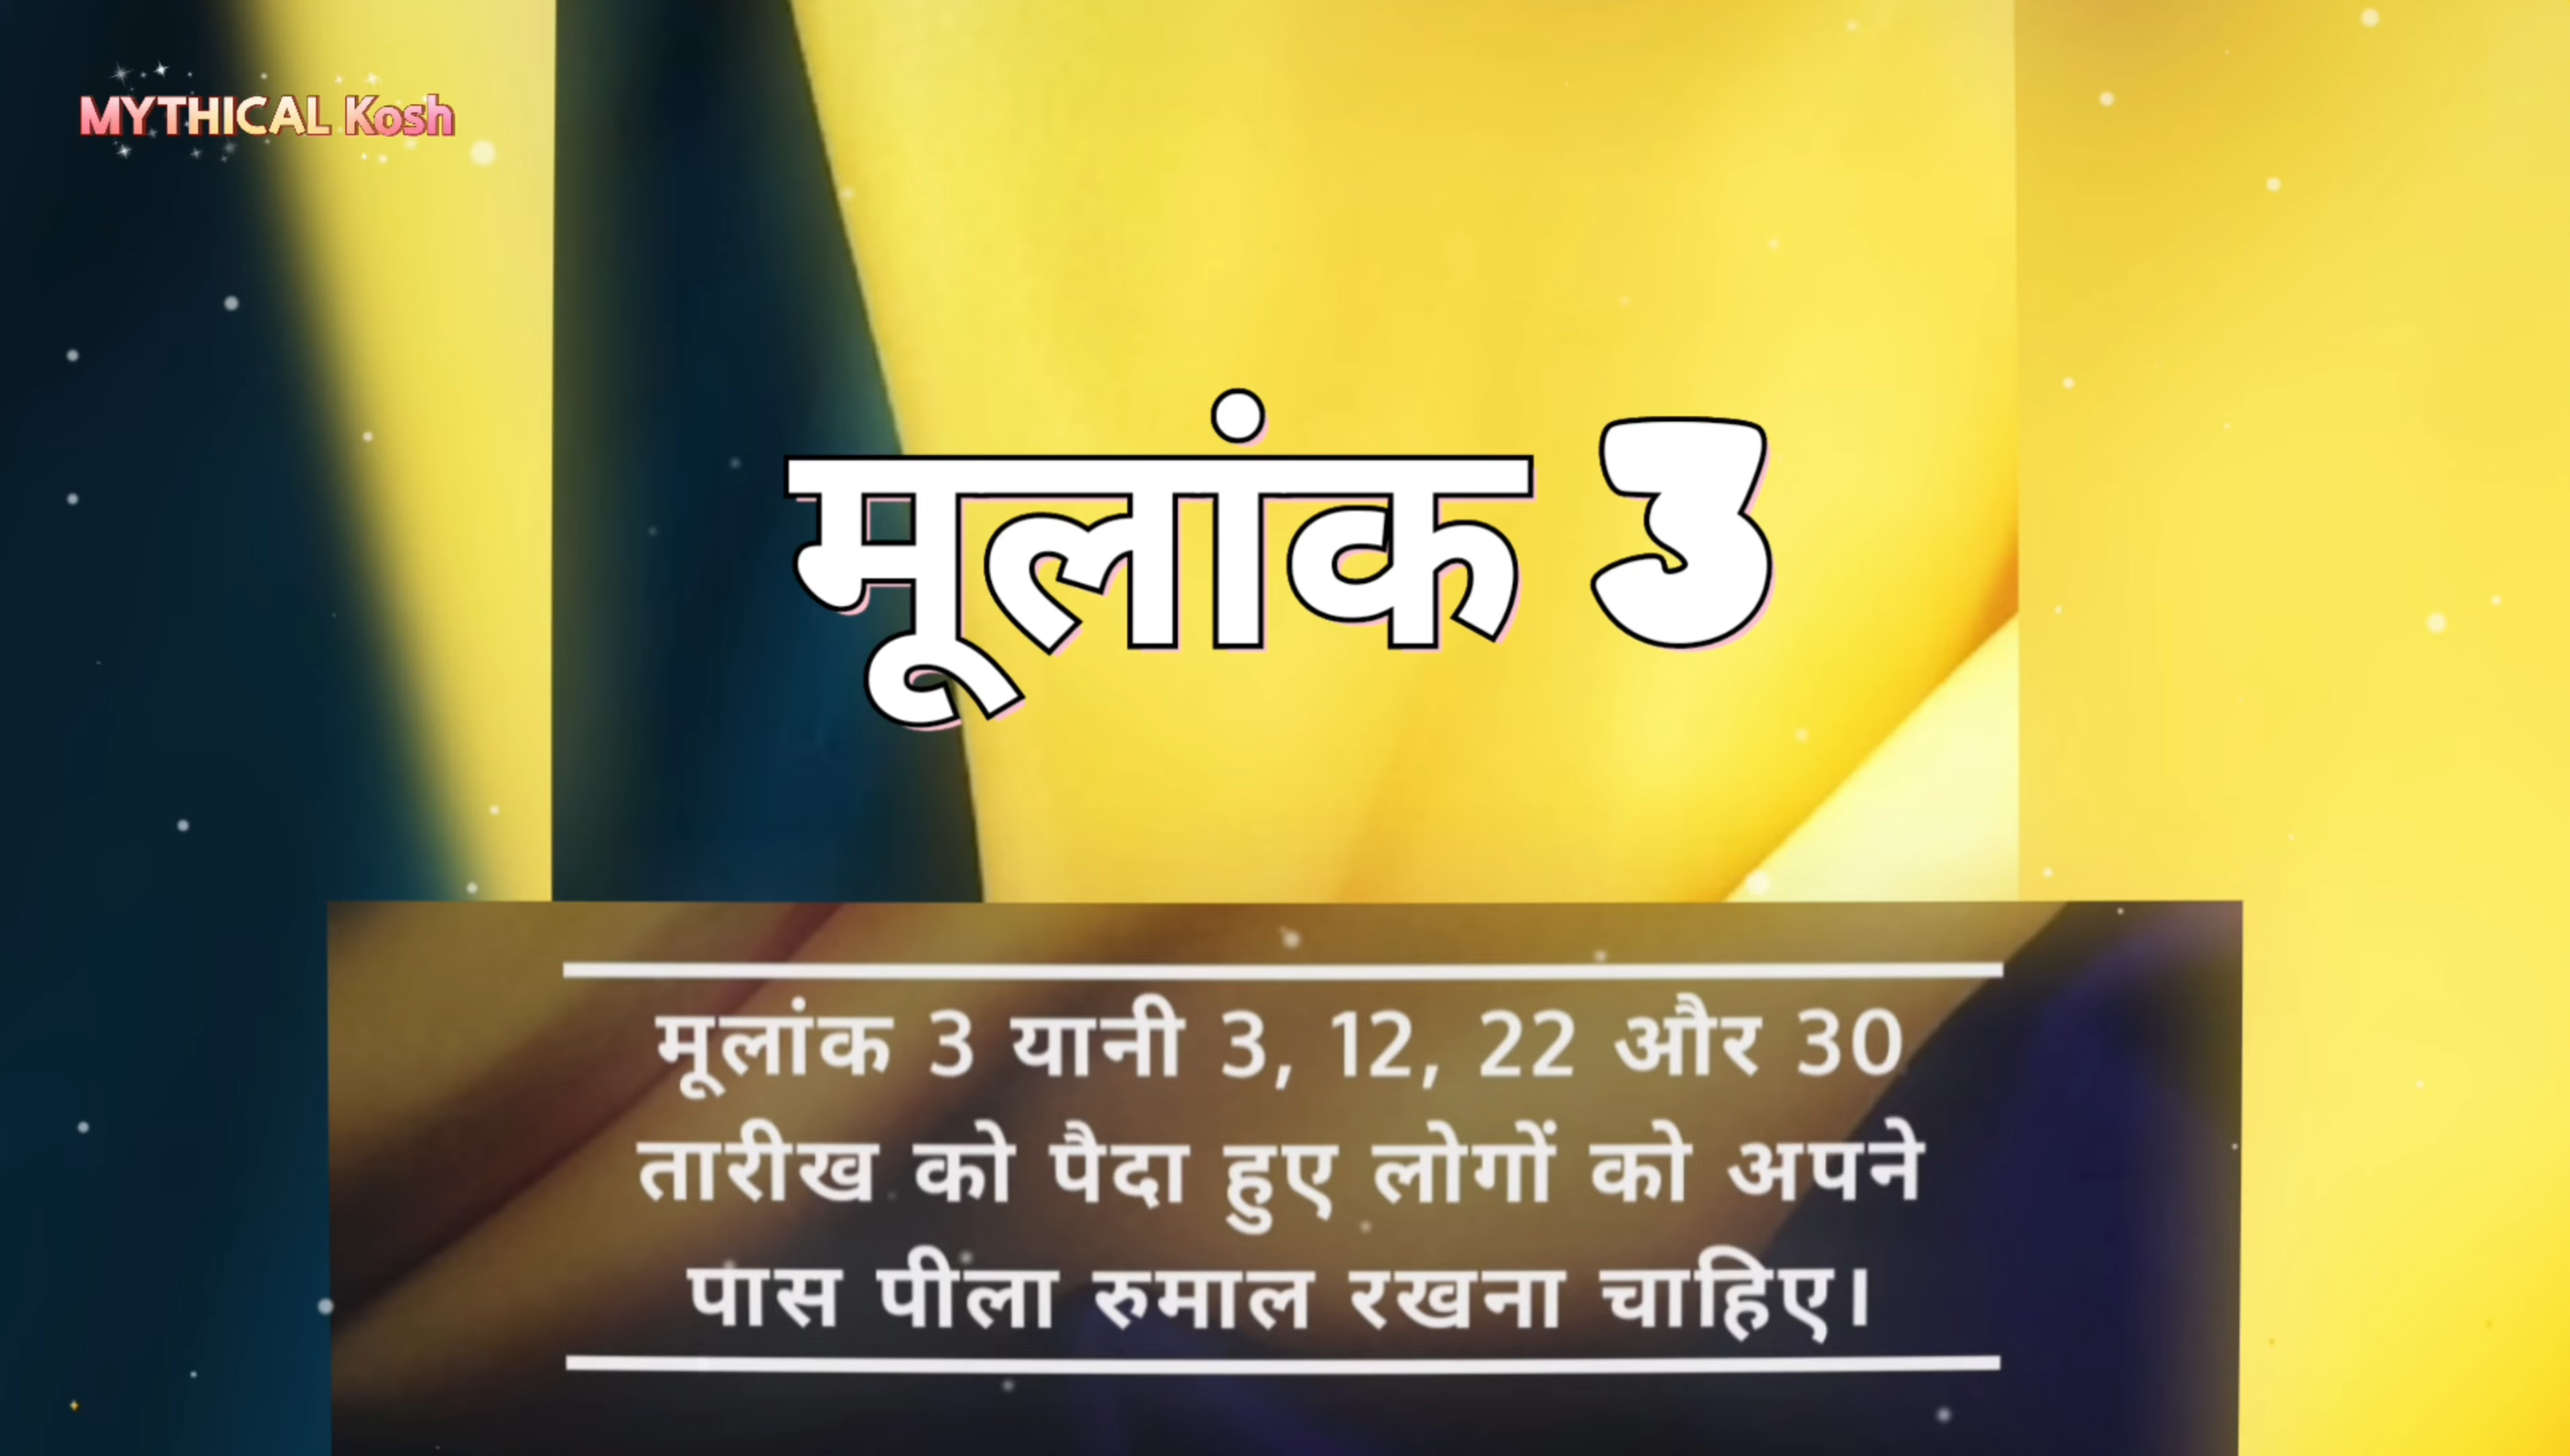 MYTHICAL Kosh
मूलांक 3
मूलांक 3 यानी 3, 12, 22 और 30
तारीख को पैदा हुए लोगों को अपने
पास पीला रुमाल रखना चाहिए।